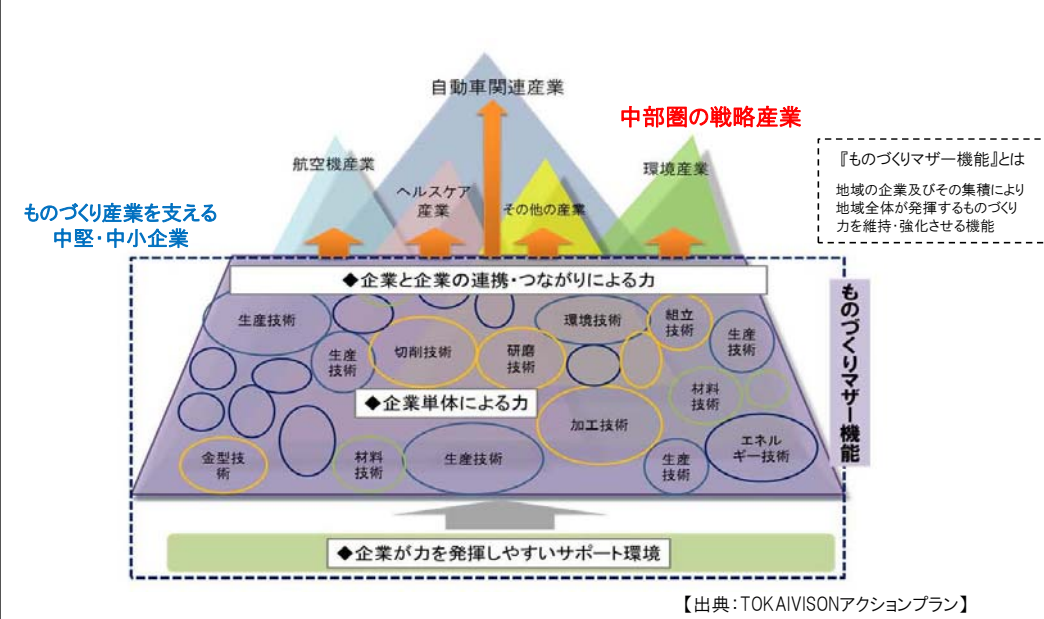 自動車関連産業
中部圏の戦略産業
航空機産業
ヘルスケア
産業
その他の産業
環境産業
『ものづくりマザー機能』とは
地域の企業及びその集積により
地域全体が発揮するものづくり
力を維持・強化させる機能
ものづくり産業を支える
中堅・中小企業
◆企業と企業の連携・つながりによる力
ものづくりマザー機能
生産技術
環境技術
組立
技術
生産
技術
切削技術
研磨
技術
生産
技術
材料
技術
◆企業単体による力
加工技術
金型技
術
材料
技術
生産技術
生産
技術
エネル
ギー技術
◆企業が力を発揮しやすいサポート環境
【出典：TOKAIVISONアクションプラン】